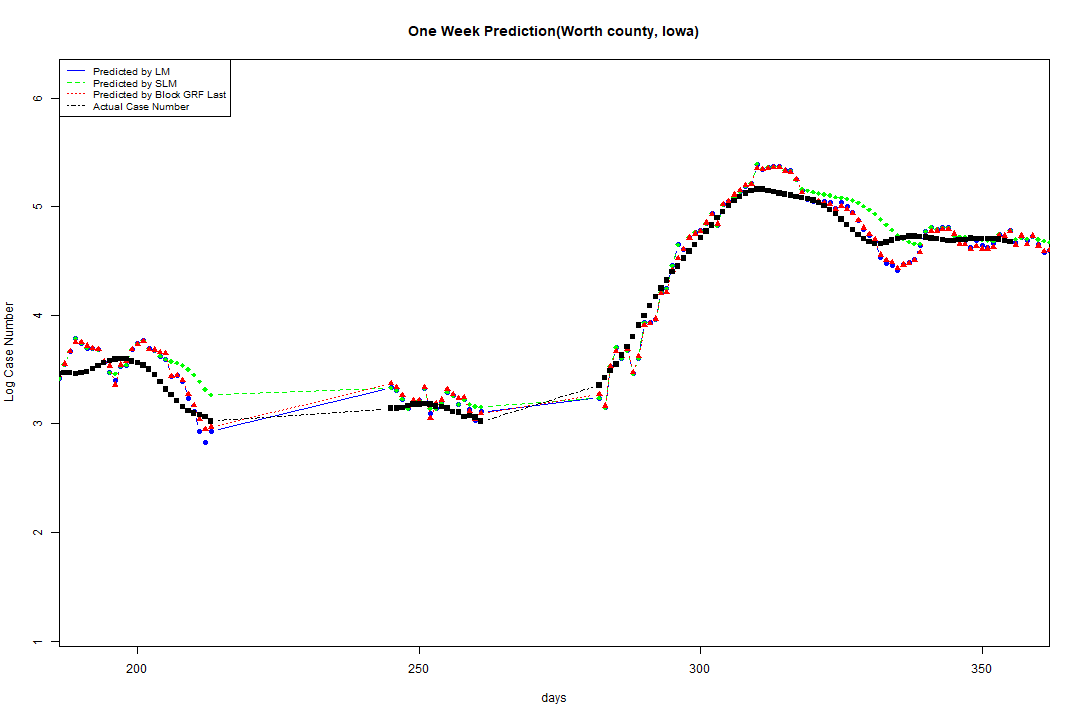 One Week Prediction(Worth county, Iowa)
Predicted by LM
Predicted by SLM
Predicted by Block GRF Last
Actual Case Number
6
5
4
3
2
1
Log Case Number
200
250
300
350
days